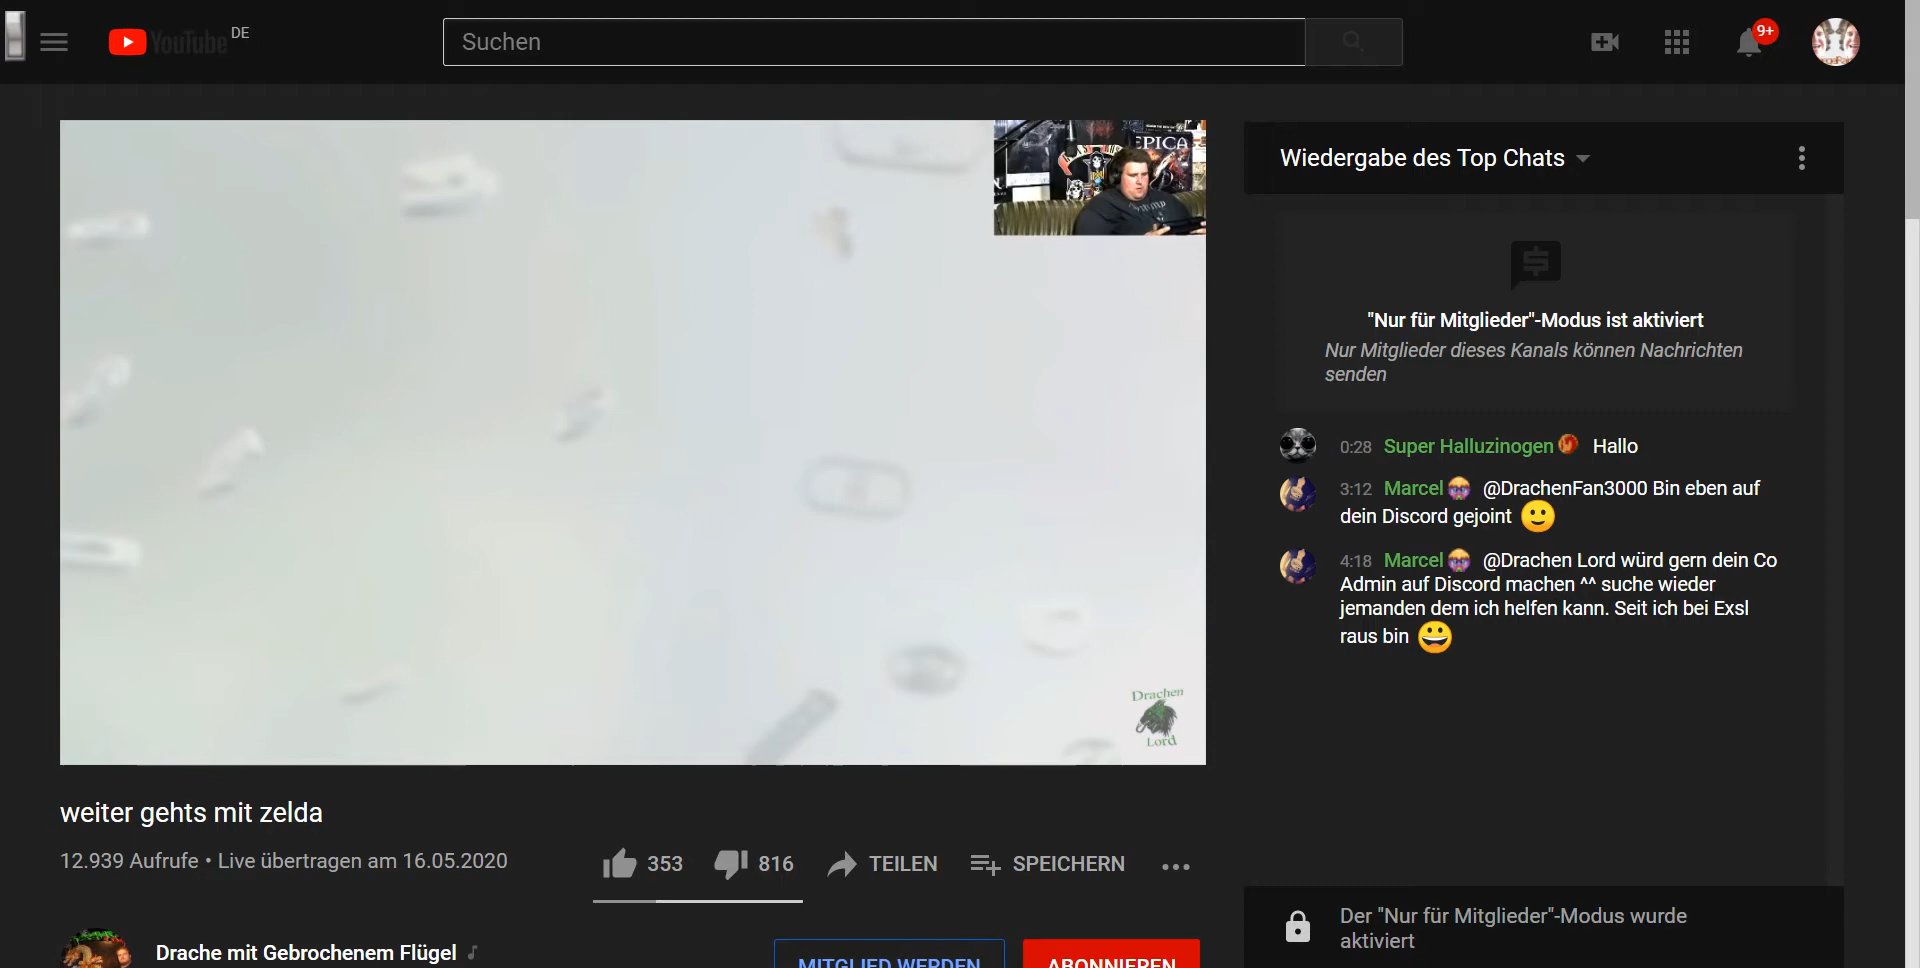 YouTube DE
Suchen
9+
EPICA
Drachen
Lord
weiter gehts mit zelda
12.939 Aufrufe • Live übertragen am 16.05.2020
353
816
TEILEN
SPEICHERN
Drache mit Gebrochenem Flügel
MITGLIED WERDEN
ABONNIEREN
Wiedergabe des Top Chats
"Nur für Mitglieder"-Modus ist aktiviert
Nur Mitglieder dieses Kanals können Nachrichten
senden
0:28 Super Halluzinogen Hallo
3:12 Marcel @DrachenFan3000 Bin eben auf
dein Discord gejoint
4:18 Marcel @Drachen Lord würd gern dein Co
Admin auf Discord machen ^^ suche wieder
jemanden dem ich helfen kann. Seit ich bei Exsl
raus bin
Der "Nur für Mitglieder"-Modus wurde
aktiviert